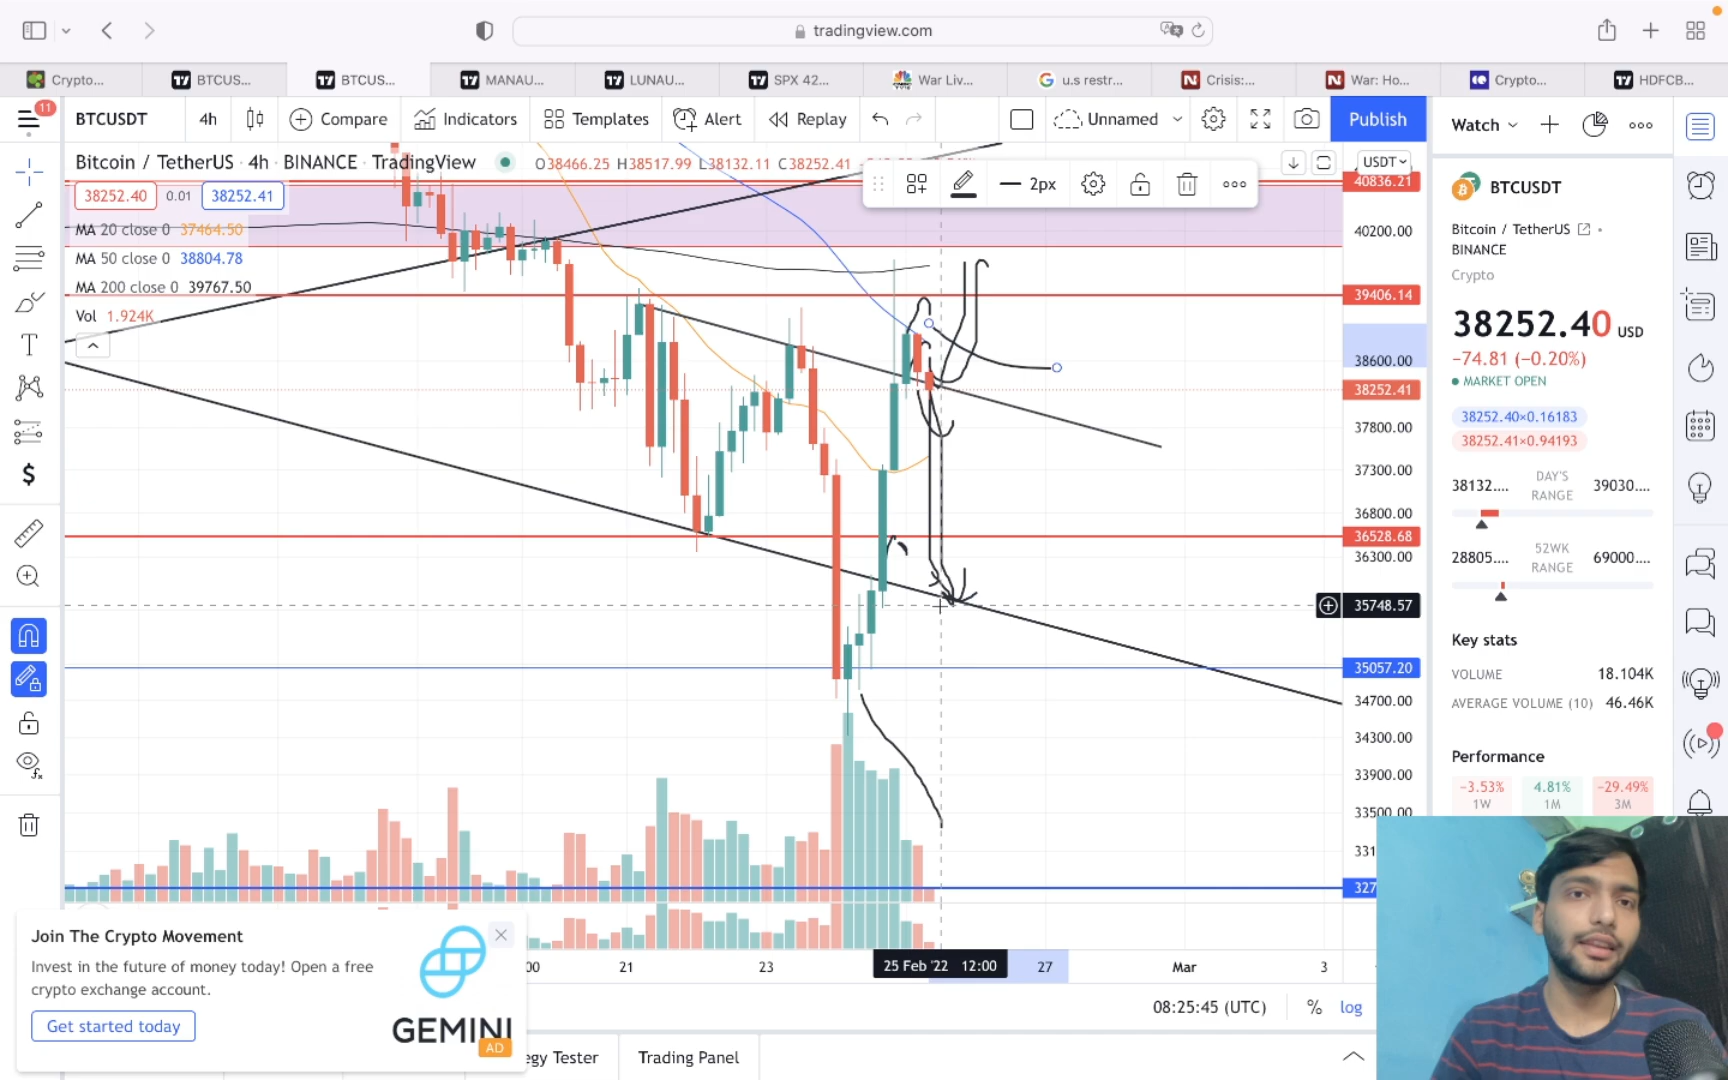 tradingview.com
Crypto...
BTCUS...
BTCUS...
MANAU...
LUNAU...
SPX 42...
War Liv...
u.s restr...
Crisis:...
War: Ho...
Crypto...
HDFCB...
11
BTCUSDT
4h
Compare
Indicators
Templates
Alert
Replay
Unnamed
Publish
Watch
Bitcoin / TetherUS · 4h · BINANCE · TradingView
O38466.25 H38517.99 L38132.11 C38252.41
USDT
38252.40
0.01
38252.41
MA 20 close 0 37464.50
MA 50 close 0 38804.78
MA 200 close 0 39767.50
Vol 1.924K
2px
40836.21
40200.00
39406.14
38600.00
38252.41
37800.00
37300.00
36800.00
36528.68
36300.00
35748.57
35057.20
34700.00
34300.00
33900.00
33500.00
331
327
BTCUSDT
Bitcoin / TetherUS
BINANCE
Crypto
38252.40 USD
−74.81 (−0.20%)
MARKET OPEN
38252.40×0.16183
38252.41×0.94193
38132.... DAY'S RANGE 39030....
28805.... 52WK RANGE 69000....
Key stats
VOLUME 18.104K
AVERAGE VOLUME (10) 46.46K
Performance
−3.53% 4.81% −29.49%
1W 1M 3M
21
23
25 Feb '22 12:00
27
Mar
3
08:25:45 (UTC)
%
log
Join The Crypto Movement
Invest in the future of money today! Open a free
crypto exchange account.
Get started today
GEMINI
AD
egy Tester
Trading Panel